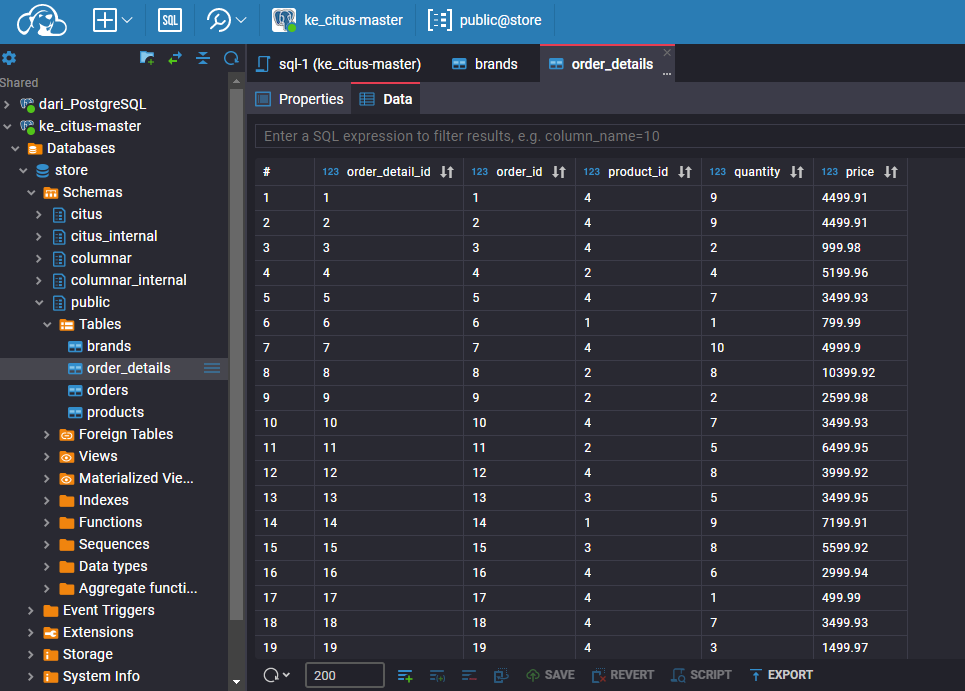 SQL ke_citus-master public@store
Shared
dari_PostgreSQL
ke_citus-master
Databases
store
Schemas
citus
citus_internal
columnar
columnar_internal
public
Tables
brands
order_details
orders
products
Foreign Tables
Views
Materialized Vie...
Indexes
Functions
Sequences
Data types
Aggregate functi...
Event Triggers
Extensions
Storage
System Info
sql-1 (ke_citus-master) brands order_details
Properties Data
Enter a SQL expression to filter results, e.g. column_name=10
# 123 order_detail_id 123 order_id 123 product_id 123 quantity 123 price
1 1 1 4 9 4499.91
2 2 2 4 9 4499.91
3 3 3 4 2 999.98
4 4 4 2 4 5199.96
5 5 5 4 7 3499.93
6 6 6 1 1 799.99
7 7 7 4 10 4999.9
8 8 8 2 8 10399.92
9 9 9 2 2 2599.98
10 10 10 4 7 3499.93
11 11 11 2 5 6499.95
12 12 12 4 8 3999.92
13 13 13 3 5 3499.95
14 14 14 1 9 7199.91
15 15 15 3 8 5599.92
16 16 16 4 6 2999.94
17 17 17 4 1 499.99
18 18 18 4 7 3499.93
19 19 19 4 3 1499.97
200 SAVE REVERT SCRIPT EXPORT